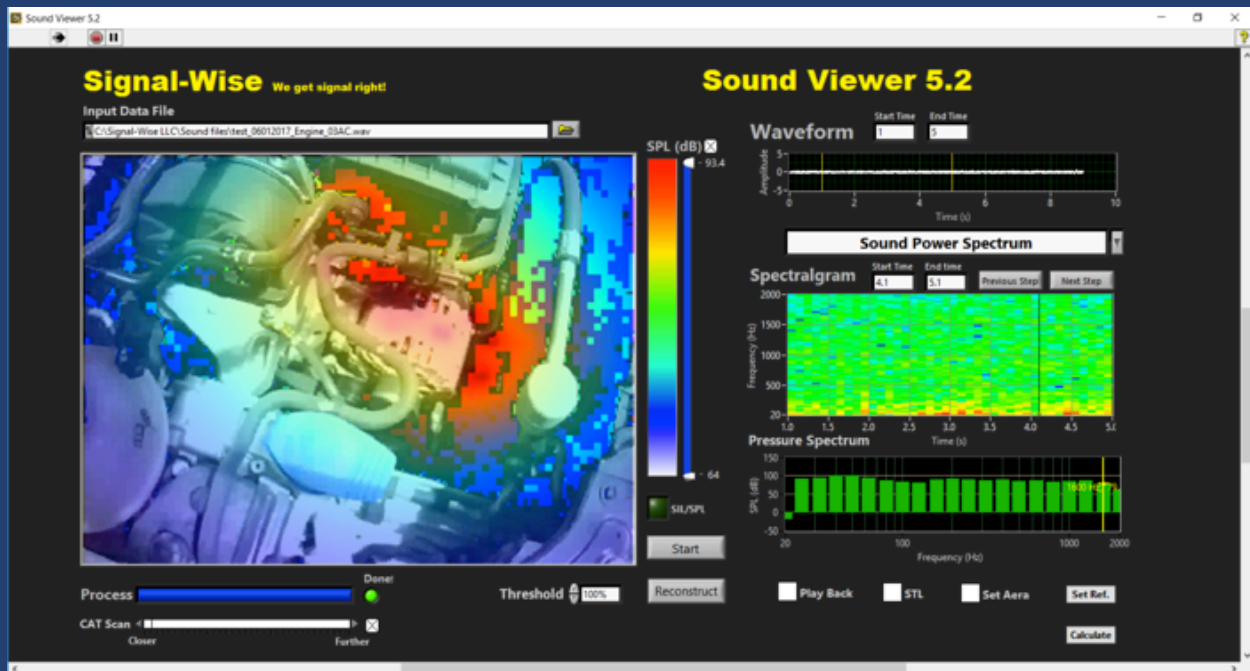 Sound Viewer 5.2
Signal-Wise We get signal right!
Sound Viewer 5.2
Input Data File
C:\Signal-Wise LLC\Sound files\test_06012017_Engine_03AC.wav
SPL (dB)
93.4
64
SIL/SPL
Start
Reconstruct
Process
Done!
Threshold 100%
CAT Scan
Closer Further
Waveform
Start Time End Time
1 5
Amplitude
5
0
-5
0 2 4 6 8 10
Time (s)
Sound Power Spectrum
Spectralgram
Start Time End time
4.1 5.1
Previous Step Next Step
Frequency (Hz)
2000
1500
1000
500
20
1.0 1.5 2.0 2.5 3.0 3.5 4.0 4.5 5.
Time (s)
Pressure Spectrum
SPL (dB)
150
100
50
0
-50
1600 Hz
20 100 1000 2000
Frequency (Hz)
Play Back STL Set Aera Set Ref.
Calculate